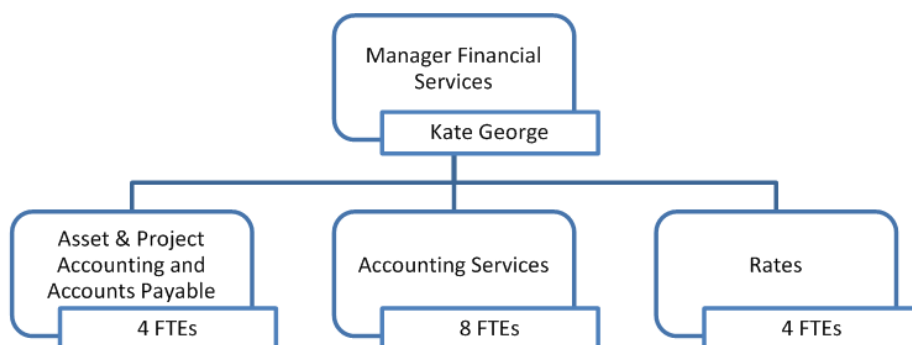 Manager Financial
Services
Kate George
Asset & Project
Accounting and
Accounts Payable
4 FTEs
Accounting Services
8 FTEs
Rates
4 FTEs